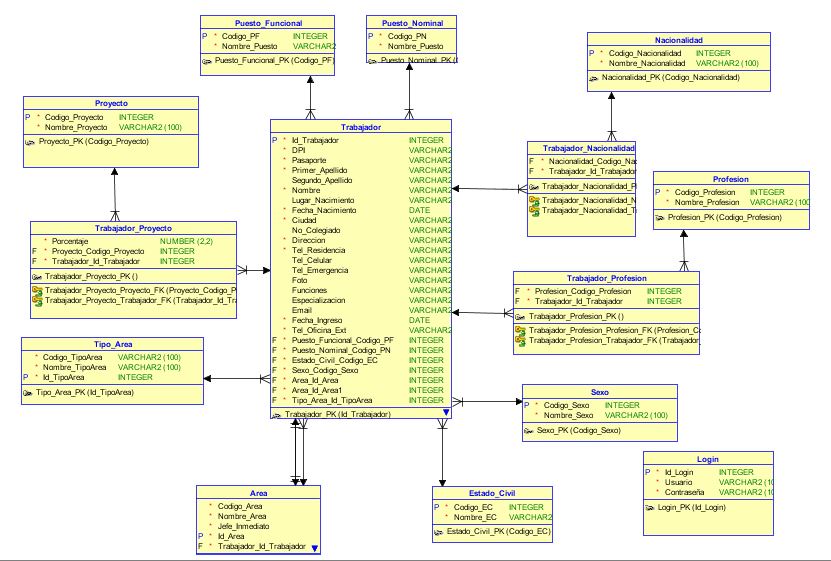 Puesto_Funcional
P * Codigo_PF INTEGER
* Nombre_Puesto VARCHAR2
Puesto_Funcional_PK (Codigo_PF)
Puesto_Nominal
P * Codigo_PN
* Nombre_Puesto
Puesto_Nominal_PK (
Nacionalidad
P * Codigo_Nacionalidad INTEGER
* Nombre_Nacionalidad VARCHAR2 (100)
Nacionalidad_PK (Codigo_Nacionalidad)
Proyecto
P * Codigo_Proyecto INTEGER
* Nombre_Proyecto VARCHAR2 (100)
Proyecto_PK (Codigo_Proyecto)
Trabajador
P * Id_Trabajador INTEGER
* DPI VARCHAR2
* Pasaporte VARCHAR2
* Primer_Apellido VARCHAR2
Segundo_Apellido VARCHAR2
* Nombre VARCHAR2
Lugar_Nacimiento VARCHAR2
* Fecha_Nacimiento DATE
* Ciudad VARCHAR2
No_Colegiado VARCHAR2
* Direccion VARCHAR2
* Tel_Residencia VARCHAR2
* Tel_Celular VARCHAR2
* Tel_Emergencia VARCHAR2
Foto VARCHAR2
Funciones VARCHAR2
Especializacion VARCHAR2
Email VARCHAR2
* Fecha_Ingreso DATE
* Tel_Oficina_Ext VARCHAR2
F * Puesto_Funcional_Codigo_PF INTEGER
F * Puesto_Nominal_Codigo_PN INTEGER
F * Estado_Civil_Codigo_EC INTEGER
F * Sexo_Codigo_Sexo INTEGER
F * Area_Id_Area INTEGER
F * Area_Id_Area1 INTEGER
F * Tipo_Area_Id_TipoArea INTEGER
Trabajador_PK (Id_Trabajador)
Trabajador_Nacionalidad
F * Nacionalidad_Codigo_Nac
F * Trabajador_Id_Trabajador
Trabajador_Nacionalidad_P
Trabajador_Nacionalidad_N
Trabajador_Nacionalidad_T
Profesion
P * Codigo_Profesion INTEGER
* Nombre_Profesion VARCHAR2 (100
Profesion_PK (Codigo_Profesion)
Trabajador_Proyecto
* Porcentaje NUMBER (2,2)
F * Proyecto_Codigo_Proyecto INTEGER
F * Trabajador_Id_Trabajador INTEGER
Trabajador_Proyecto_PK ()
Trabajador_Proyecto_Proyecto_FK (Proyecto_Codigo_P
Trabajador_Proyecto_Trabajador_FK (Trabajador_Id_Tra
Trabajador_Profesion
F * Profesion_Codigo_Profesion INTEGER
F * Trabajador_Id_Trabajador INTEGER
Trabajador_Profesion_PK ()
Trabajador_Profesion_Profesion_FK (Profesion_C
Trabajador_Profesion_Trabajador_FK (Trabajador
Tipo_Area
* Codigo_TipoArea VARCHAR2 (100)
* Nombre_TipoArea VARCHAR2 (100)
P * Id_TipoArea INTEGER
Tipo_Area_PK (Id_TipoArea)
Sexo
P * Codigo_Sexo INTEGER
* Nombre_Sexo VARCHAR2 (100)
Sexo_PK (Codigo_Sexo)
Login
P * Id_Login INTEGER
* Usuario VARCHAR2 (10
* Contraseña VARCHAR2 (10
Login_PK (Id_Login)
Area
* Codigo_Area
* Nombre_Area
* Jefe_Inmediato
P * Id_Area
F * Trabajador_Id_Trabajador
Estado_Civil
P * Codigo_EC INTEGER
* Nombre_EC VARCHAR2
Estado_Civil_PK (Codigo_EC)